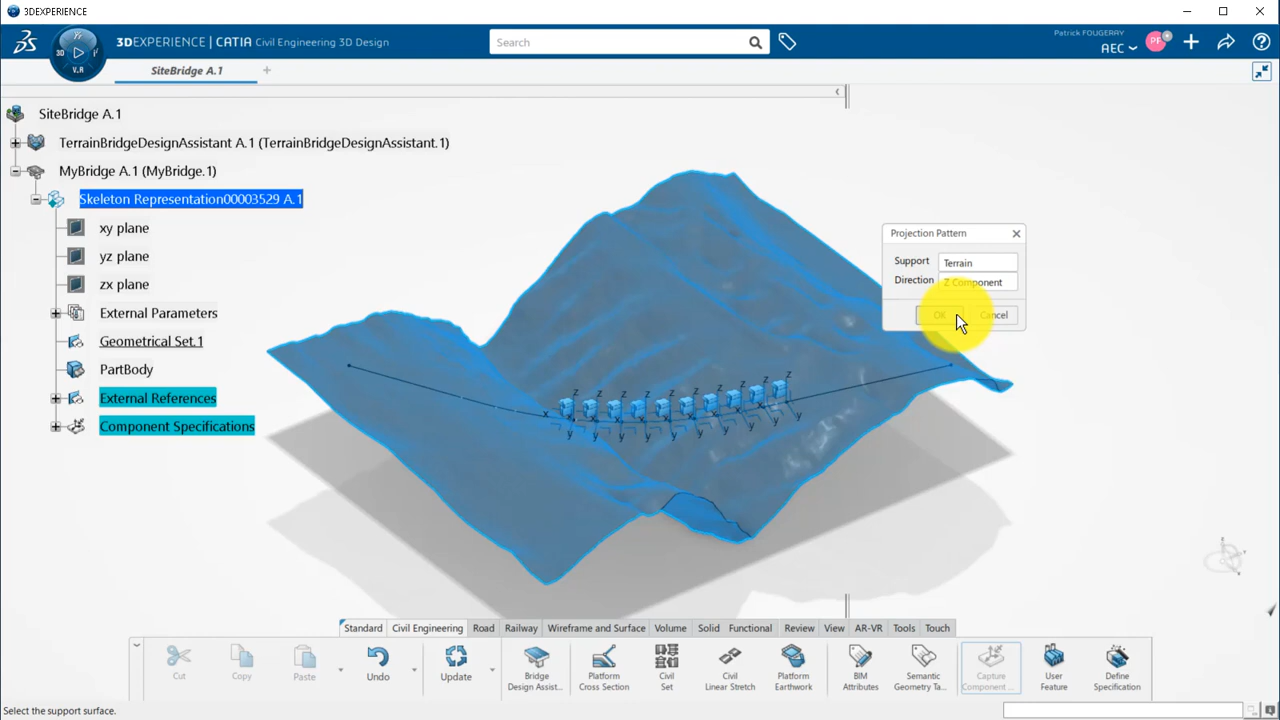 3DEXPERIENCE
3DEXPERIENCE | CATIA Civil Engineering 3D Design
Search
Patrick FOUGERAY
AEC
PF
3D
V.R
SiteBridge A.1
SiteBridge A.1
TerrainBridgeDesignAssistant A.1 (TerrainBridgeDesignAssistant.1)
MyBridge A.1 (MyBridge.1)
Skeleton Representation00003529 A.1
xy plane
yz plane
zx plane
External Parameters
Geometrical Set.1
PartBody
External References
Component Specifications
Projection Pattern
Support Terrain
Direction Z Component
OK Cancel
z z z z z z z z z z
x
y y y y y y y y y y
Standard Civil Engineering Road Railway Wireframe and Surface Volume Solid Functional Review View AR-VR Tools Touch
Cut
Copy
Paste
Undo
Update
Bridge
Design Assist...
Platform
Cross Section
Civil
Set
Civil
Linear Stretch
Platform
Earthwork
BIM
Attributes
Semantic
Geometry Ta...
Capture
Component ...
User
Feature
Define
Specification
Select the support surface.